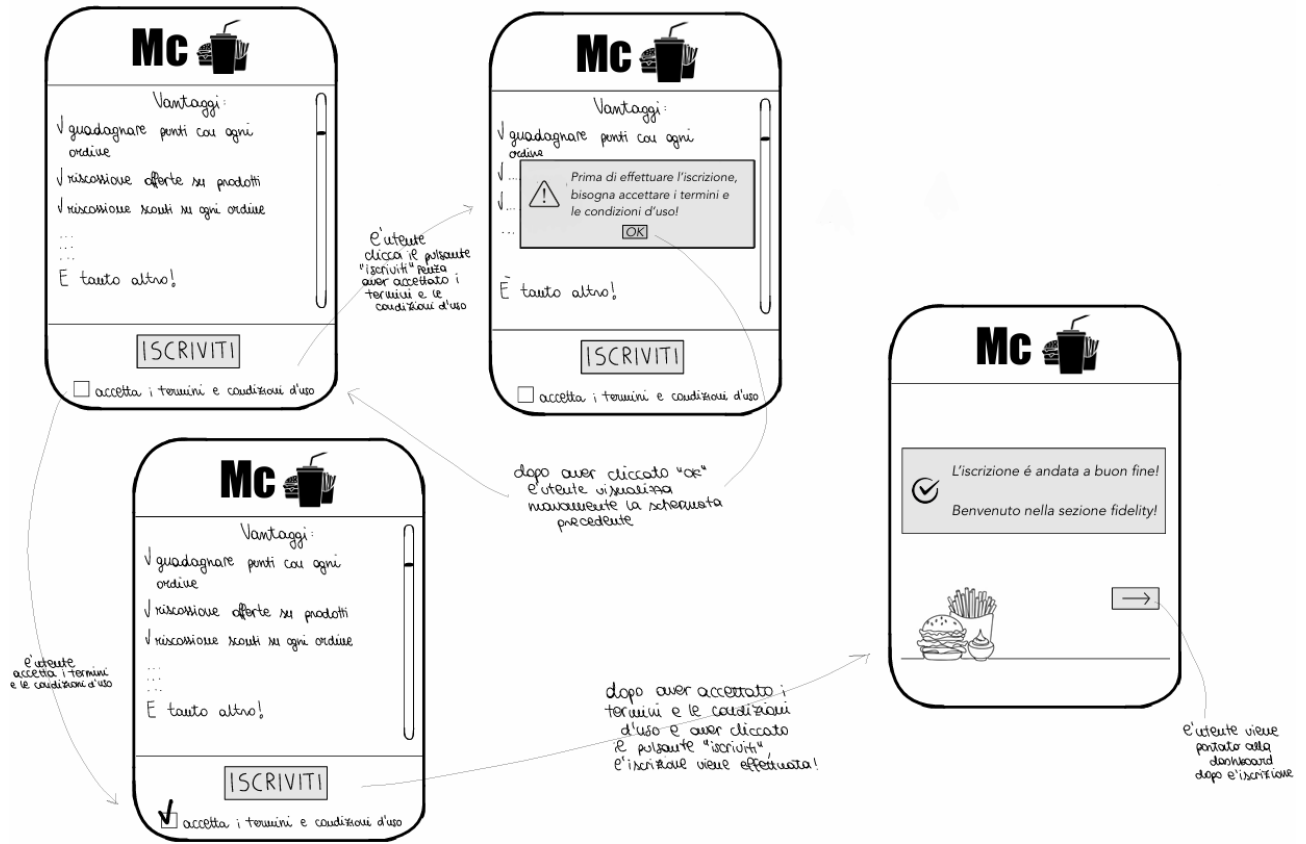 Mc
Vantaggi:
√ guadagnare punti con ogni
ordine
√ riscossione offerte su prodotti
√ riscossione sconti su ogni ordine
...
...
...
E tanto altro!
ISCRIVITI
accetta i termini e condizioni d'uso
l'utente
clicca il pulsante
"iscriviti" senza
aver accettato i
termini e le
condizioni d'uso
Mc
Vantaggi:
√ guadagnare punti con ogni
ordine
√ ...
√ ...
...
Prima di effettuare l'iscrizione,
bisogna accettare i termini e
le condizioni d'uso!
OK
È tanto altro!
ISCRIVITI
accetta i termini e condizioni d'uso
dopo aver cliccato "ok"
l'utente visualizza
nuovamente la schermata
precedente
l'utente
accetta i termini
e le condizioni d'uso
Mc
Vantaggi:
√ guadagnare punti con ogni
ordine
√ riscossione offerte su prodotti
√ riscossione sconti su ogni ordine
...
...
...
E tanto altro!
ISCRIVITI
accetta i termini e condizioni d'uso
dopo aver accettato i
termini e le condizioni
d'uso e aver cliccato
il pulsante "iscriviti",
l'iscrizione viene effettuata!
Mc
L'iscrizione é andata a buon fine!
Benvenuto nella sezione fidelity!
l'utente viene
portato alla
dashboard
dopo l'iscrizione